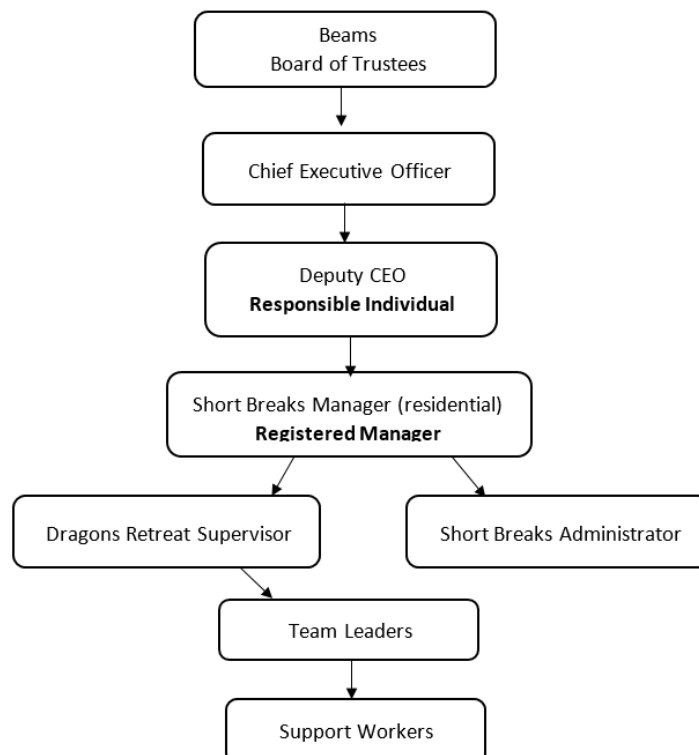 Beams
Board of Trustees
Chief Executive Officer
Deputy CEO
Responsible Individual
Short Breaks Manager (residential)
Registered Manager
Dragons Retreat Supervisor
Short Breaks Administrator
Team Leaders
Support Workers